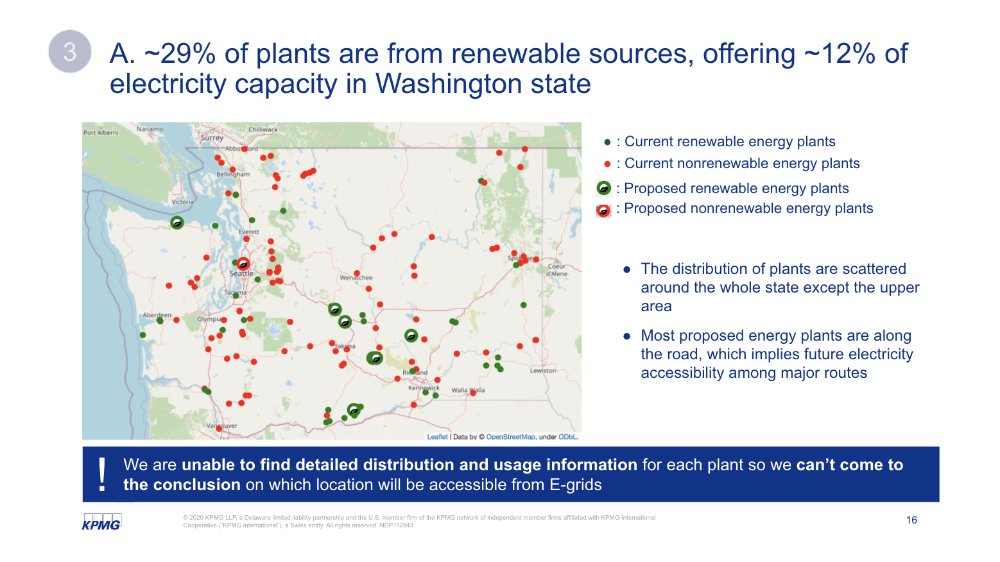 3
A. ~29% of plants are from renewable sources, offering ~12% of
electricity capacity in Washington state
Port Alberni
Nanaimo
Chilliwack
Surrey
Abbotsford
Bellingham
Victoria
Everett
Seattle
Tacoma
Aberdeen
Olympia
Wenatchee
Yakima
Richland
Kennewick
Walla Walla
Vancouver
Spok
Coeur
d'Alene
Lewiston
Leaflet | Data by © OpenStreetMap, under ODbL.
: Current renewable energy plants
: Current nonrenewable energy plants
: Proposed renewable energy plants
: Proposed nonrenewable energy plants
● The distribution of plants are scattered
around the whole state except the upper
area
● Most proposed energy plants are along
the road, which implies future electricity
accessibility among major routes
! We are unable to find detailed distribution and usage information for each plant so we can’t come to
the conclusion on which location will be accessible from E-grids
KPMG
© 2020 KPMG LLP, a Delaware limited liability partnership and the U.S. member firm of the KPMG network of independent member firms affiliated with KPMG International
Cooperative (“KPMG International”), a Swiss entity. All rights reserved. NDP112843
16